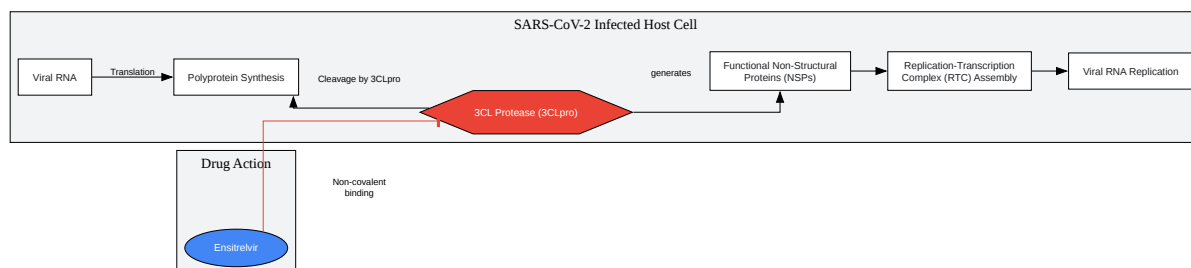 SARS-CoV-2 Infected Host Cell
Viral RNA
Translation
Polyprotein Synthesis
Cleavage by 3CLpro
3CL Protease (3CLpro)
generates
Functional Non-Structural
Proteins (NSPs)
Replication-Transcription
Complex (RTC) Assembly
Viral RNA Replication
Drug Action
Non-covalent
binding
Ensitrelvir